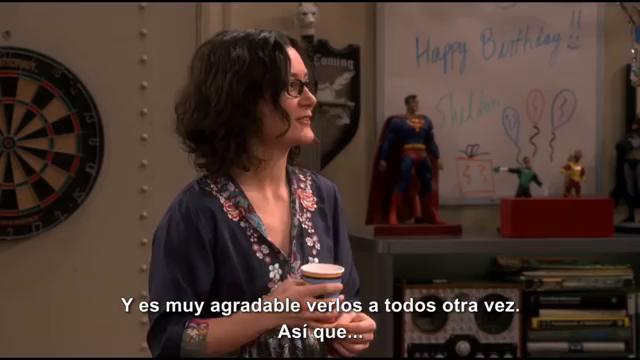 Coming
Happy Birthday!!
Sheldon
Y es muy agradable verlos a todos otra vez.
Así que...